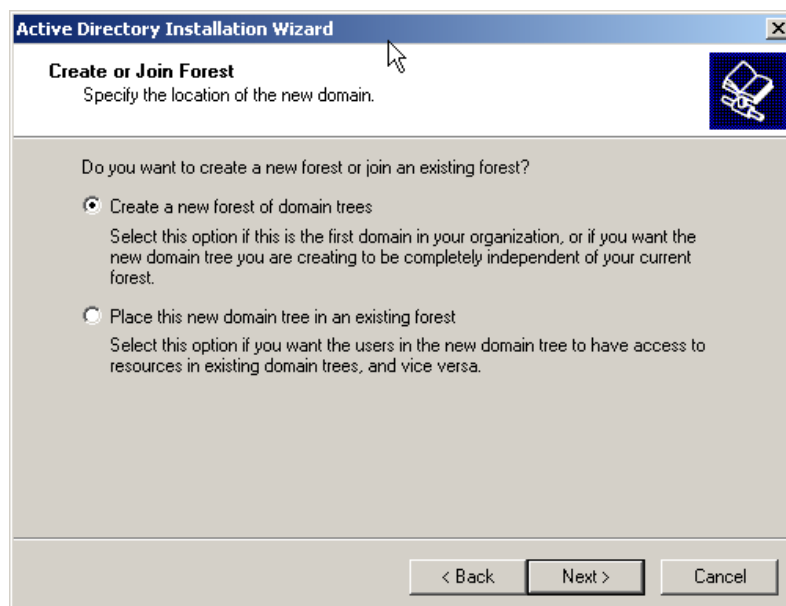 Active Directory Installation Wizard
Create or Join Forest
Specify the location of the new domain.
Do you want to create a new forest or join an existing forest?
Create a new forest of domain trees
Select this option if this is the first domain in your organization, or if you want the
new domain tree you are creating to be completely independent of your current
forest.
Place this new domain tree in an existing forest
Select this option if you want the users in the new domain tree to have access to
resources in existing domain trees, and vice versa.
< Back Next > Cancel